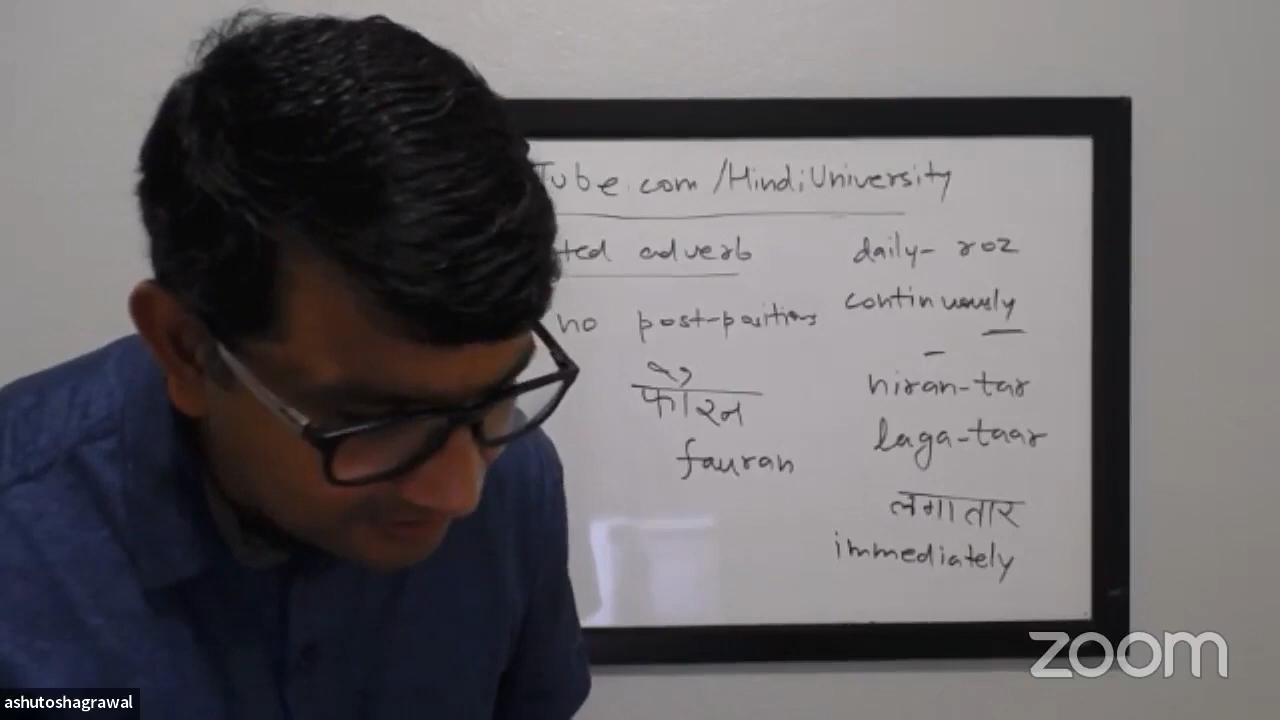 Tube.com/HindiUniversity
ted adverb
no post-positions
फौरन
fauran
daily- roz
continuously
niran-tar
laga-taar
लगातार
immediately
zoom
ashutoshagrawal